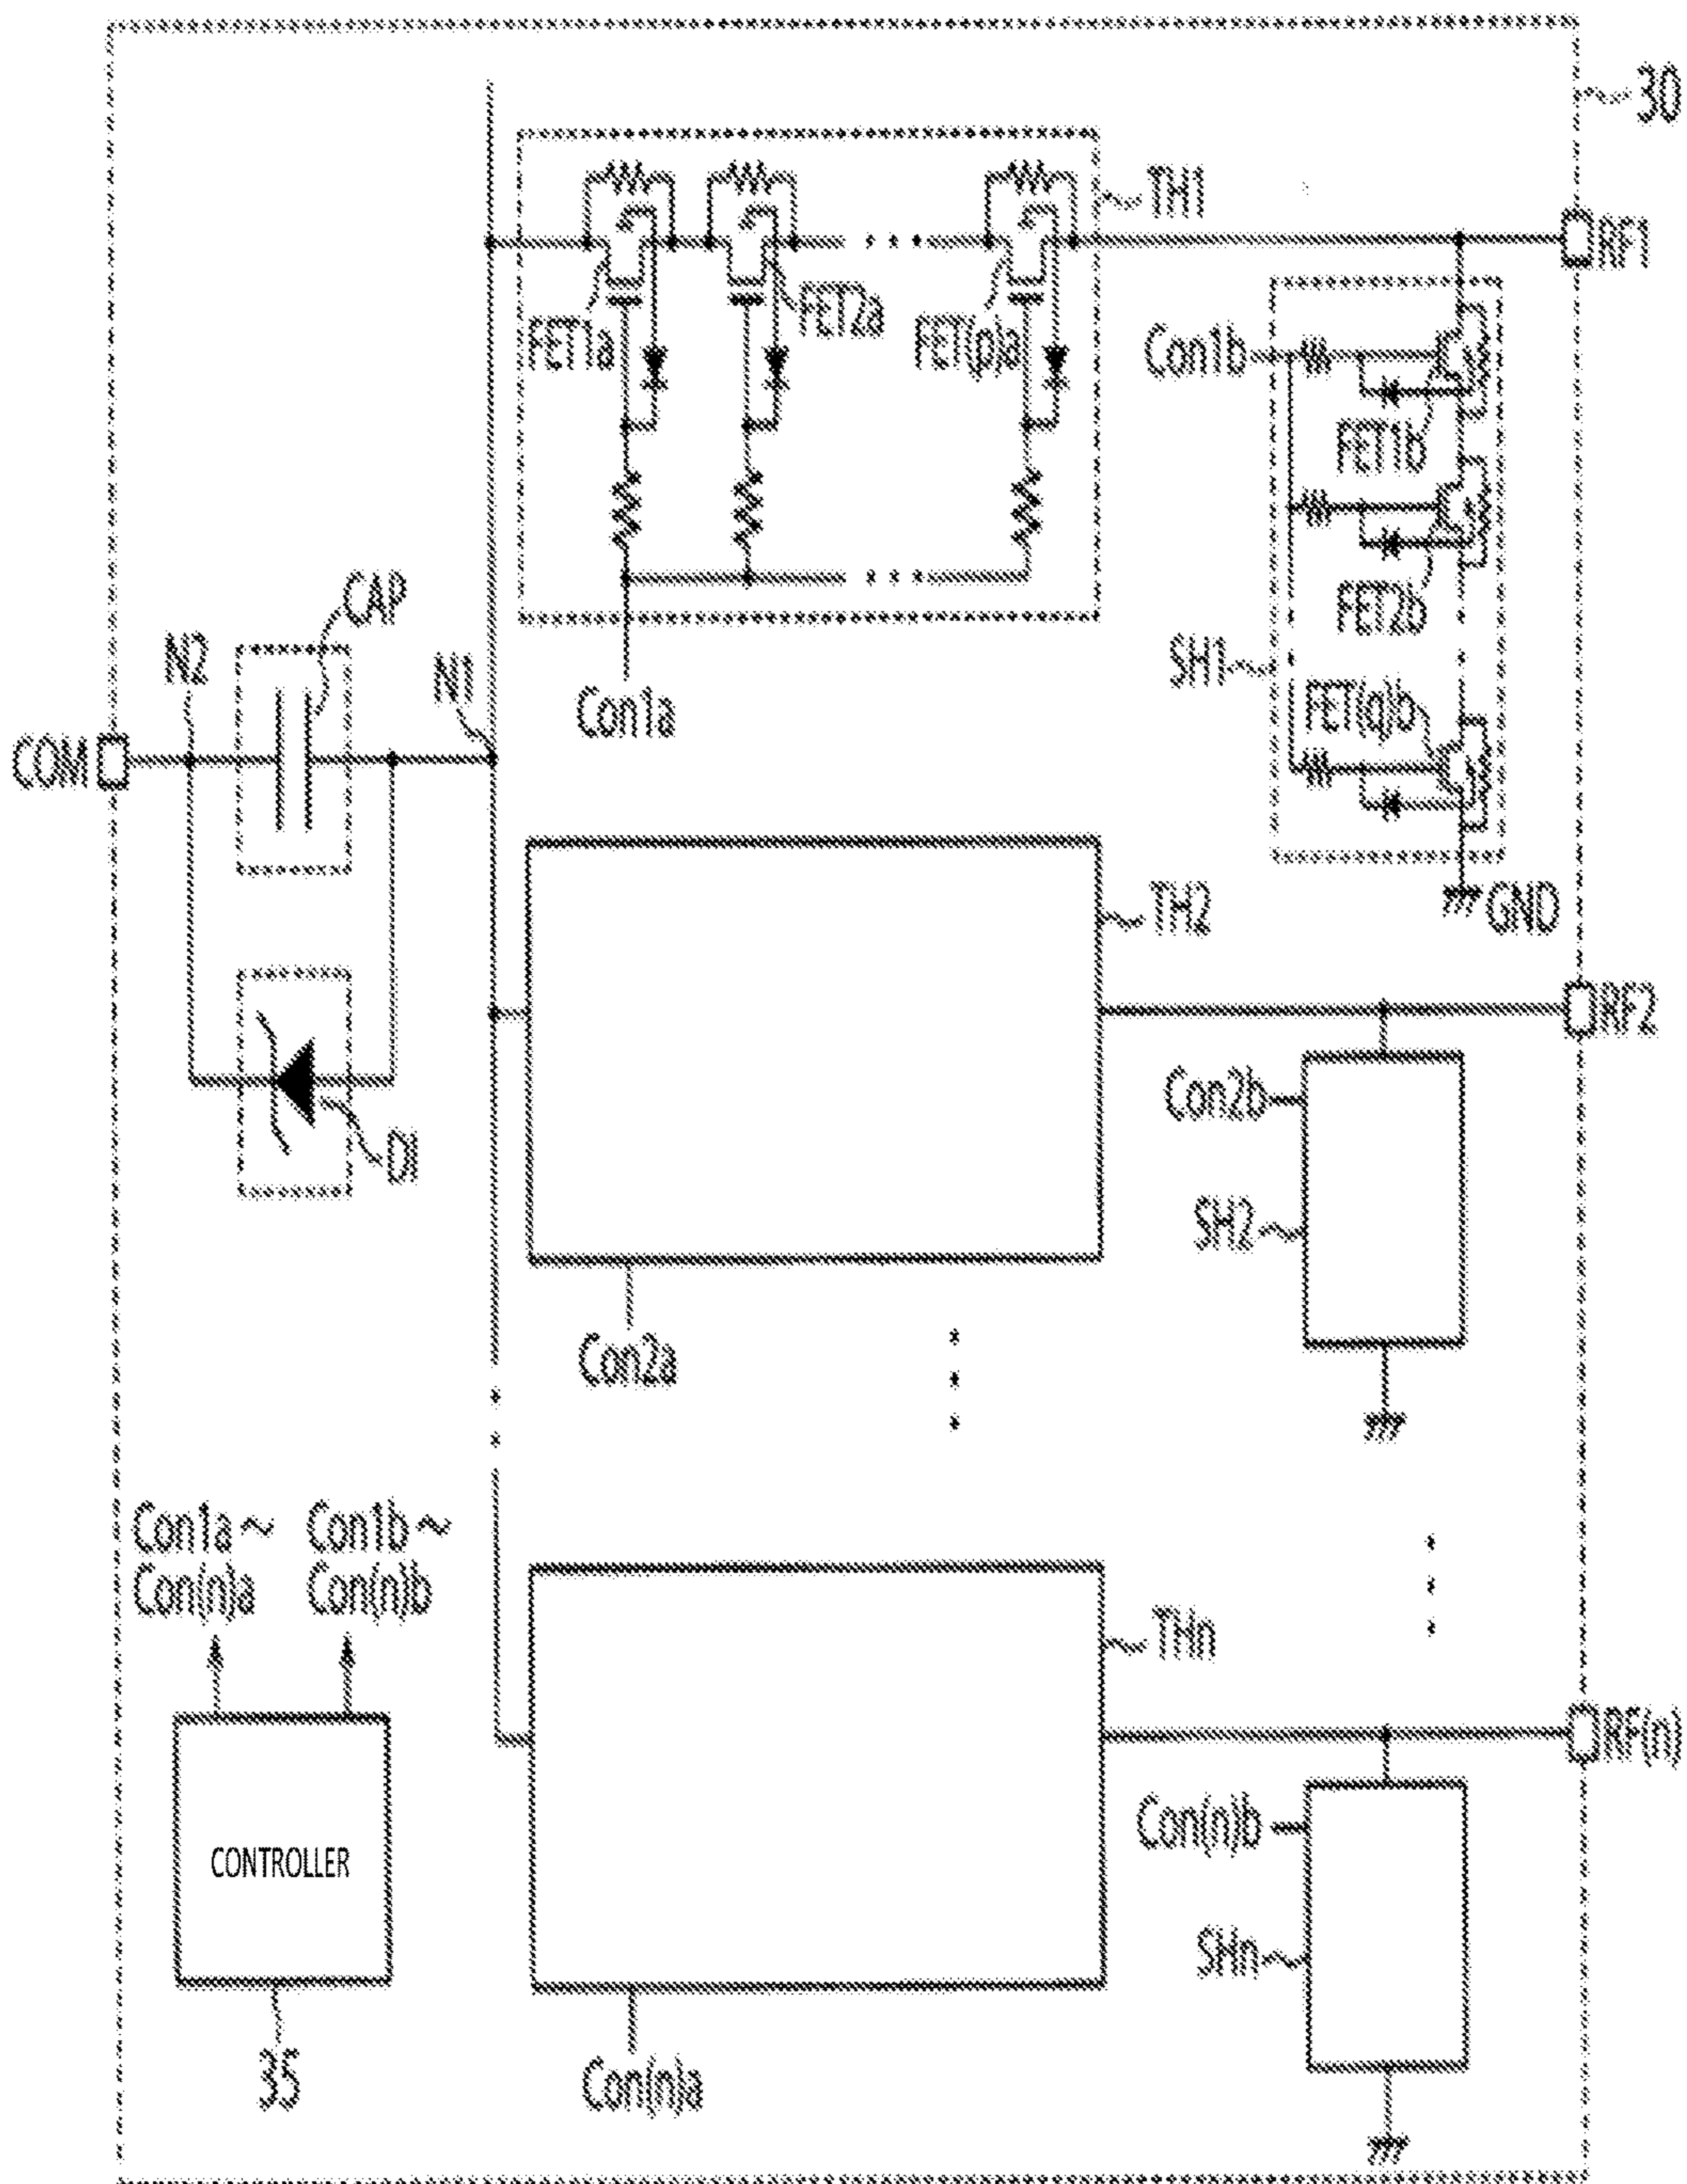 30
TH1
RF1
FET1a
FET2a
FET(p)a
Con1b
FET1b
FET2b
CAP
N2
N1
SH1
FET(q)b
Con1a
COM
TH2
GND
RF2
Con2b
DI
SH2
Con2a
Con1a ~
Con(n)a
Con1b ~
Con(n)b
THn
RF(n)
Con(n)b
CONTROLLER
SHn
35
Con(n)a